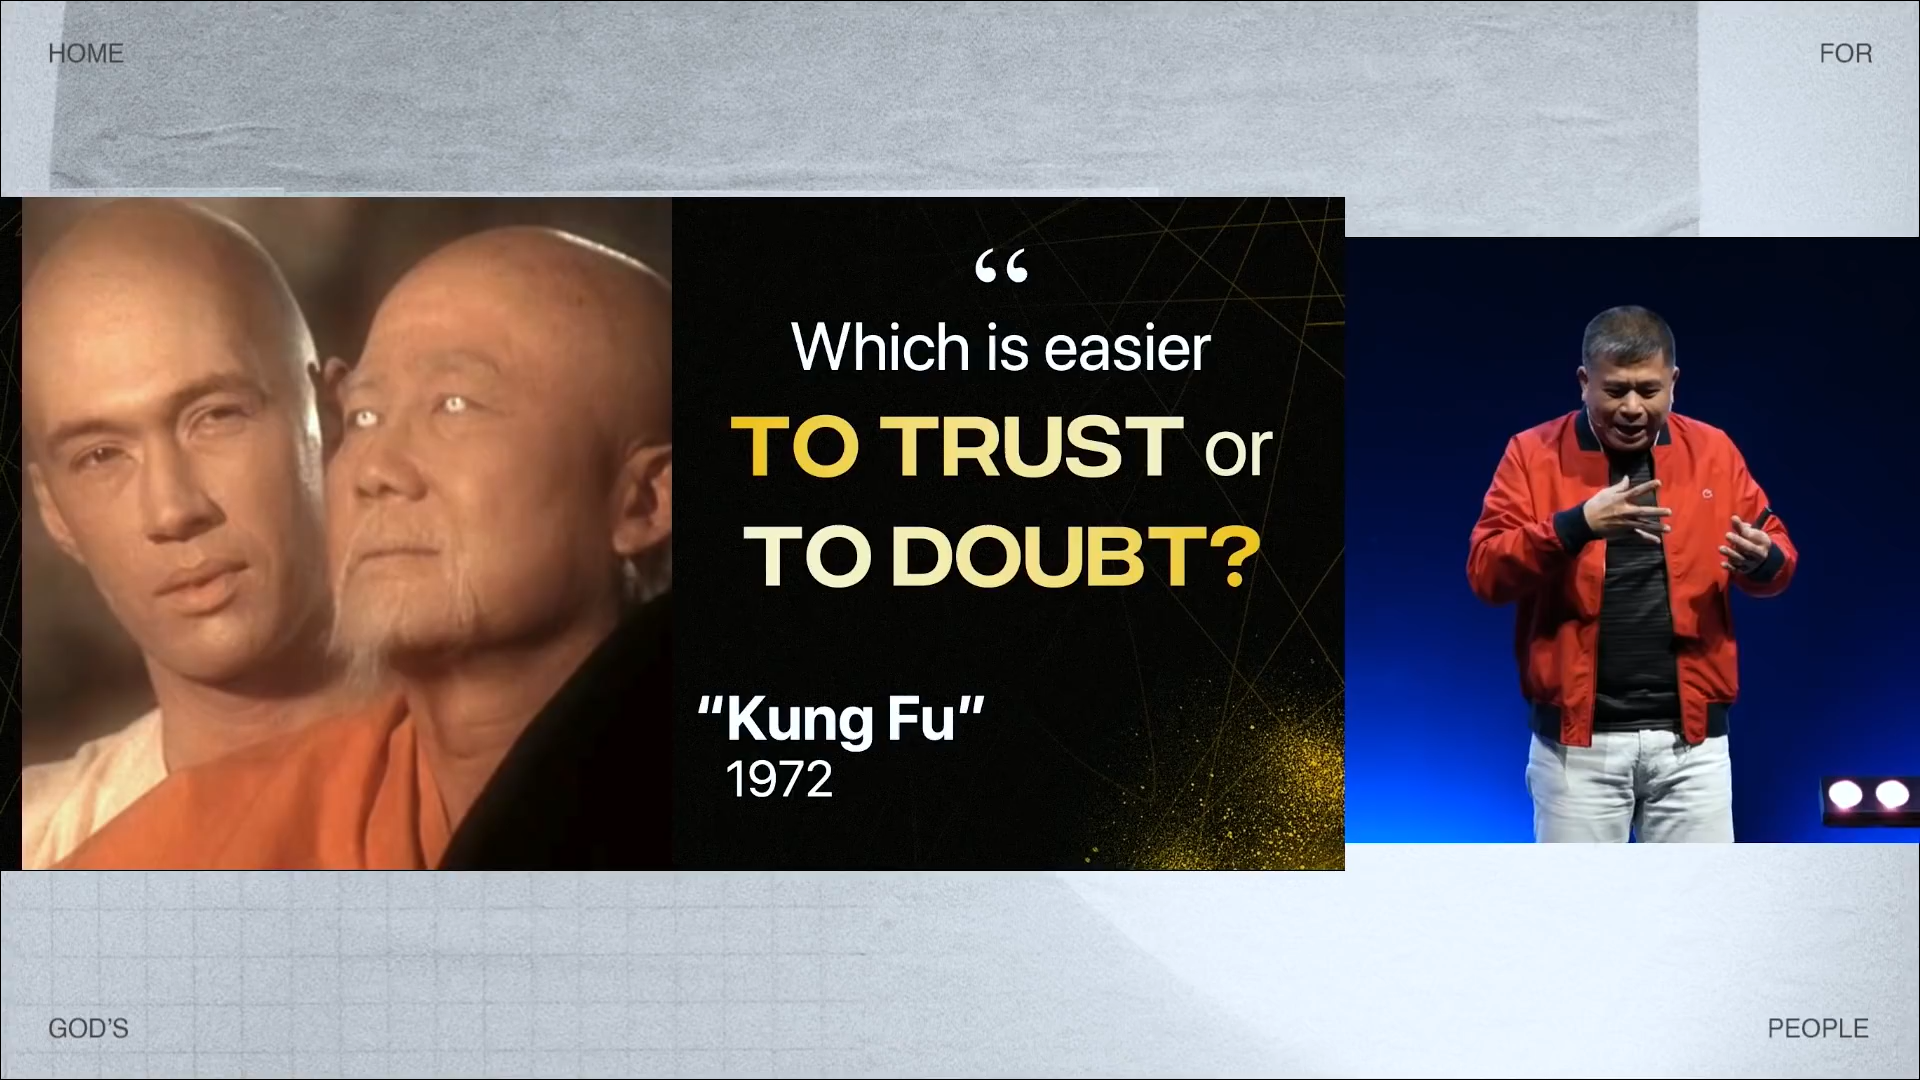 HOME
FOR
“
Which is easier
TO TRUST or
TO DOUBT?
“Kung Fu”
1972
GOD’S
PEOPLE